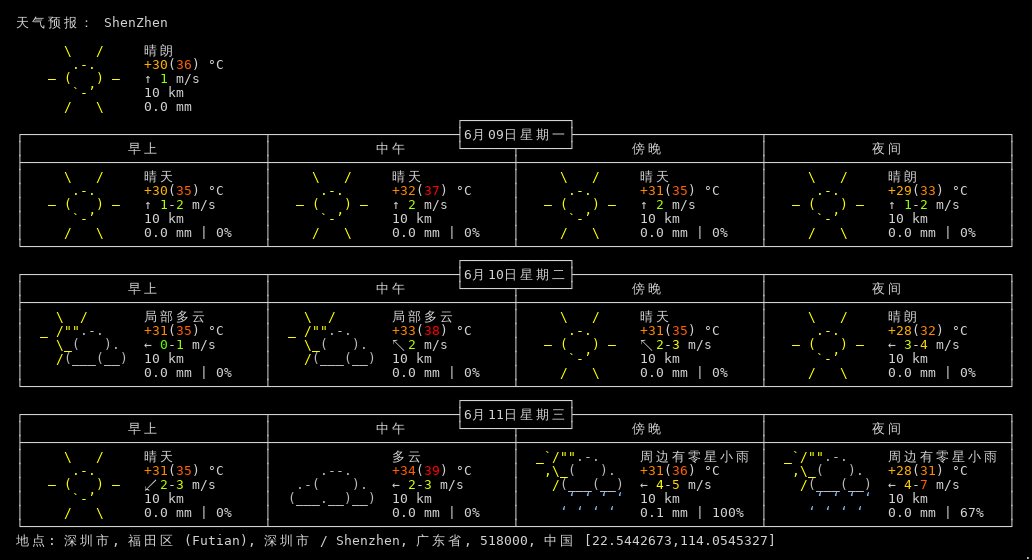 天气预报： ShenZhen
晴朗
+30(36) °C
↑ 1 m/s
10 km
0.0 mm
6月09日星期一
早上 中午 傍晚 夜间
晴天 晴天 晴天 晴朗
+30(35) °C +32(37) °C +31(35) °C +29(33) °C
↑ 1-2 m/s ↑ 2 m/s ↑ 2 m/s ↑ 1-2 m/s
10 km 10 km 10 km 10 km
0.0 mm | 0% 0.0 mm | 0% 0.0 mm | 0% 0.0 mm | 0%
6月10日星期二
早上 中午 傍晚 夜间
局部多云 局部多云 晴天 晴朗
+31(35) °C +33(38) °C +31(35) °C +28(32) °C
← 0-1 m/s ↖ 2 m/s ↖ 2-3 m/s ← 3-4 m/s
10 km 10 km 10 km 10 km
0.0 mm | 0% 0.0 mm | 0% 0.0 mm | 0% 0.0 mm | 0%
6月11日星期三
早上 中午 傍晚 夜间
晴天 多云 周边有零星小雨 周边有零星小雨
+31(35) °C +34(39) °C +31(36) °C +28(31) °C
↙ 2-3 m/s ← 2-3 m/s ← 4-5 m/s ← 4-7 m/s
10 km 10 km 10 km 10 km
0.0 mm | 0% 0.0 mm | 0% 0.1 mm | 100% 0.0 mm | 67%
地点: 深圳市, 福田区 (Futian), 深圳市 / Shenzhen, 广东省, 518000, 中国 [22.5442673,114.0545327]